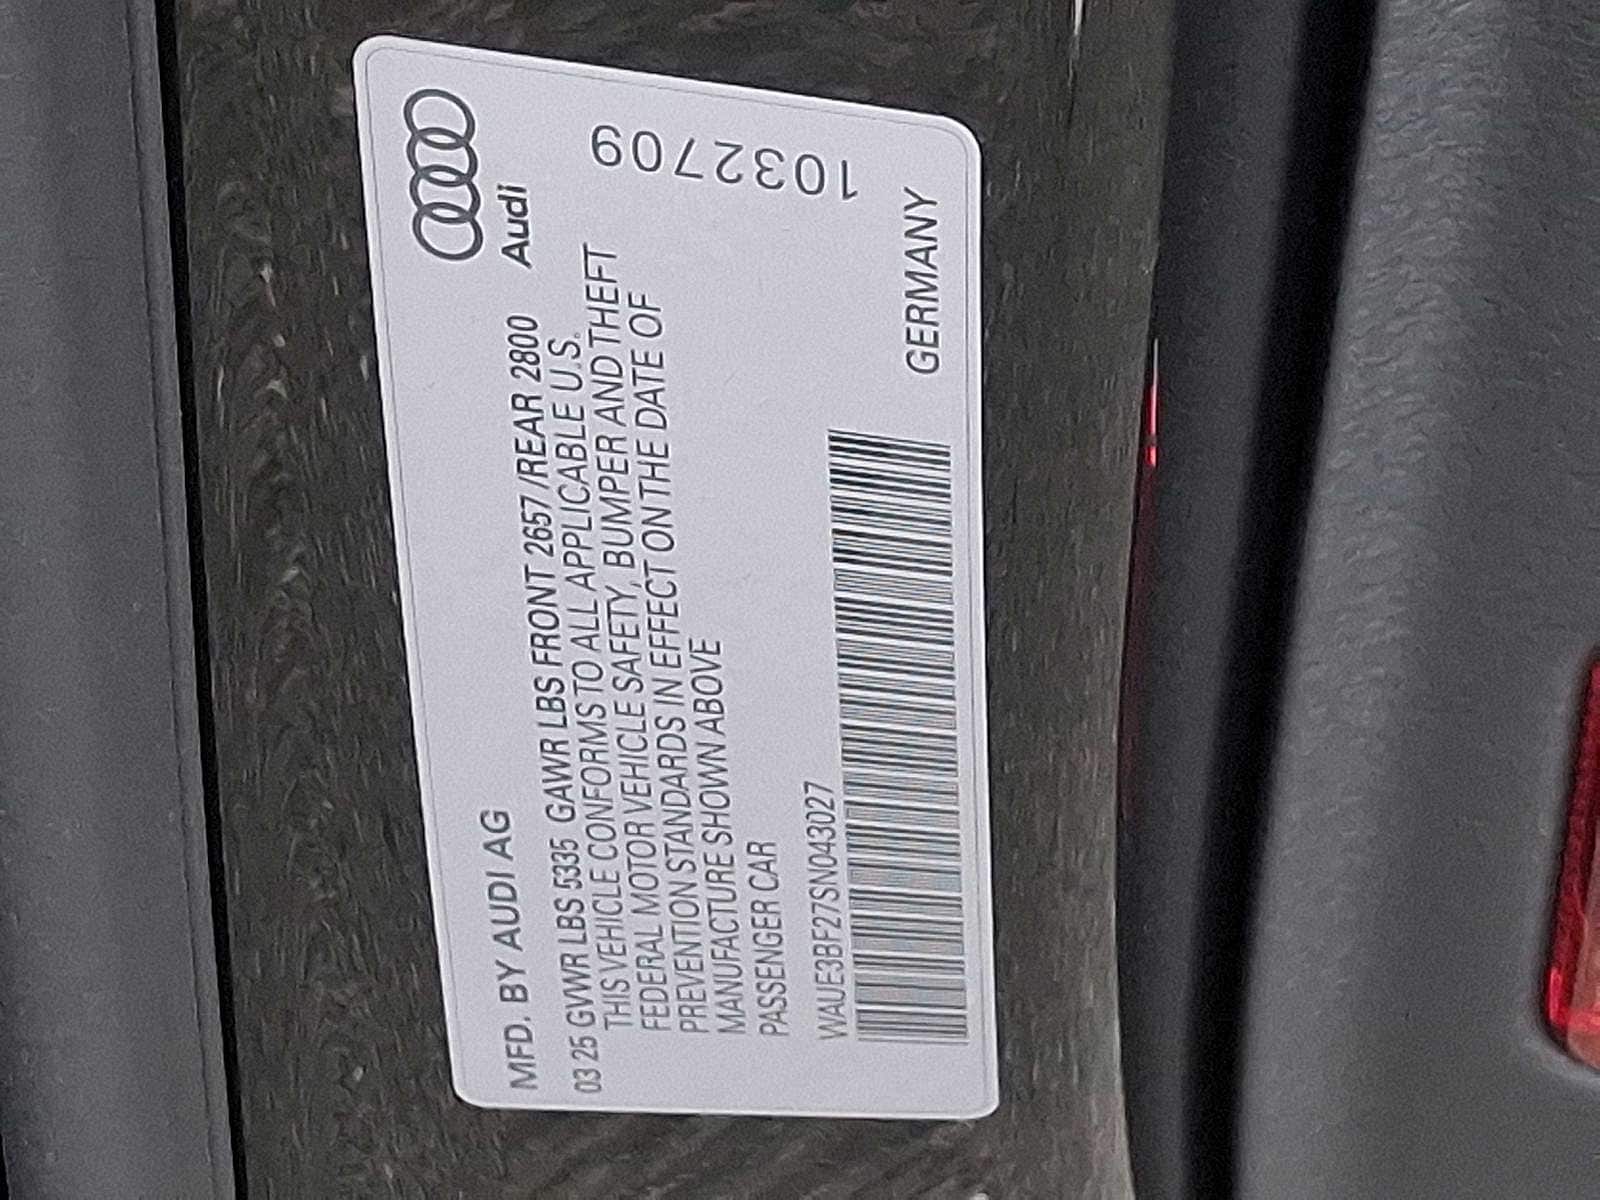 Audi
MFD. BY AUDI AG
03 25 GVWR LBS 5335 GAWR LBS FRONT 2657 /REAR 2800
THIS VEHICLE CONFORMS TO ALL APPLICABLE U.S.
FEDERAL MOTOR VEHICLE SAFETY, BUMPER AND THEFT
PREVENTION STANDARDS IN EFFECT ON THE DATE OF
MANUFACTURE SHOWN ABOVE
PASSENGER CAR
1032709
WAUE3BF27SN043027
GERMANY